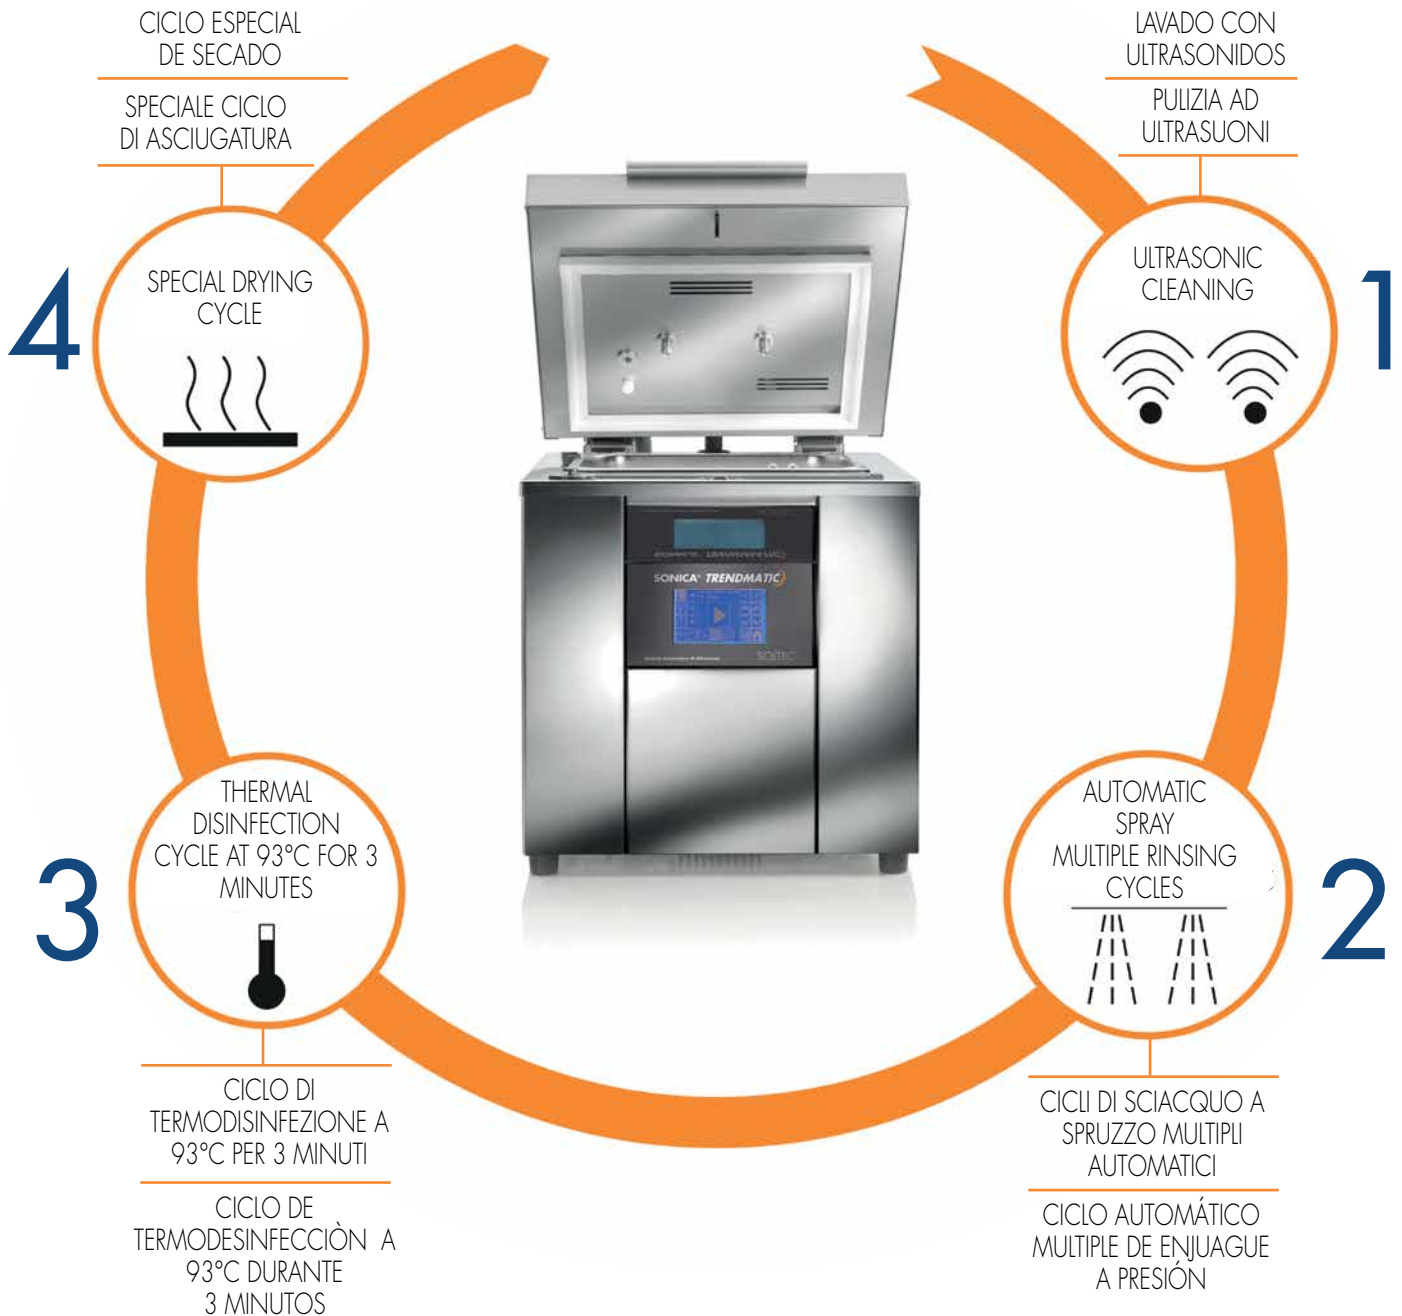 CICLO ESPECIAL
DE SECADO
SPECIALE CICLO
DI ASCIUGATURA
4
SPECIAL DRYING
CYCLE
LAVADO CON
ULTRASONIDOS
PULIZIA AD
ULTRASUONI
ULTRASONIC
CLEANING
1
SONICA® TRENDMATIC
SOLTEC
3
THERMAL
DISINFECTION
CYCLE AT 93°C FOR 3
MINUTES
CICLO DI
TERMODISINFEZIONE A
93°C PER 3 MINUTI
CICLO DE
TERMODESINFECCIÒN A
93°C DURANTE
3 MINUTOS
AUTOMATIC
SPRAY
MULTIPLE RINSING
CYCLES
2
CICLI DI SCIACQUO A
SPRUZZO MULTIPLI
AUTOMATICI
CICLO AUTOMÁTICO
MULTIPLE DE ENJUAGUE
A PRESIÓN